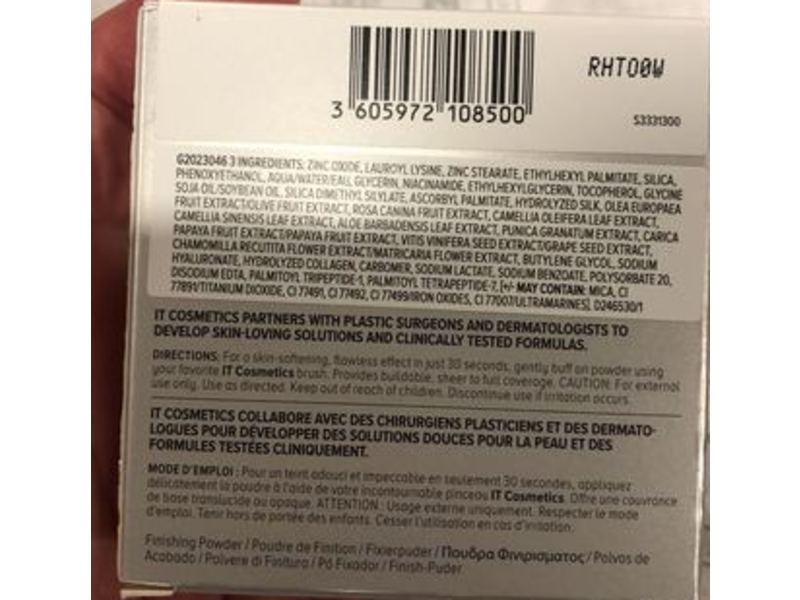 RHT00W
3 605972 108500
S3331300
G2023046 3 INGREDIENTS: ZINC OXIDE, LAUROYL LYSINE, ZINC STEARATE, ETHYLHEXYL PALMITATE, SILICA,
PHENOXYETHANOL, AQUA/WATER/EAU, GLYCERIN, NIACINAMIDE, ETHYLHEXYLGLYCERIN, TOCOPHEROL, GLYCINE
SOJA OIL/SOYBEAN OIL, SILICA DIMETHYL SILYLATE, ASCORBYL PALMITATE, HYDROLYZED SILK, OLEA EUROPAEA
FRUIT EXTRACT/OLIVE FRUIT EXTRACT, ROSA CANINA FRUIT EXTRACT, CAMELLIA OLEIFERA LEAF EXTRACT,
CAMELLIA SINENSIS LEAF EXTRACT, ALOE BARBADENSIS LEAF EXTRACT, PUNICA GRANATUM EXTRACT, CARICA
PAPAYA FRUIT EXTRACT/PAPAYA FRUIT EXTRACT, VITIS VINIFERA SEED EXTRACT/GRAPE SEED EXTRACT,
CHAMOMILLA RECUTITA FLOWER EXTRACT/MATRICARIA FLOWER EXTRACT, BUTYLENE GLYCOL, SODIUM
HYALURONATE, HYDROLYZED COLLAGEN, CARBOMER, SODIUM LACTATE, SODIUM BENZOATE, POLYSORBATE 20,
DISODIUM EDTA, PALMITOYL TRIPEPTIDE-1, PALMITOYL TETRAPEPTIDE-7, [+/- MAY CONTAIN: MICA, CI
77891/TITANIUM DIOXIDE, CI 77491, CI 77492, CI 77499/IRON OXIDES, CI 77007/ULTRAMARINES]. D246530/1
IT COSMETICS PARTNERS WITH PLASTIC SURGEONS AND DERMATOLOGISTS TO
DEVELOP SKIN-LOVING SOLUTIONS AND CLINICALLY TESTED FORMULAS.
DIRECTIONS: For a skin-softening, flawless effect in just 30 seconds, gently buff on powder using
your favorite IT Cosmetics brush. Provides buildable, sheer to full coverage. CAUTION: For external
use only. Use as directed. Keep out of reach of children. Discontinue use if irritation occurs.
IT COSMETICS COLLABORE AVEC DES CHIRURGIENS PLASTICIENS ET DES DERMATO-
LOGUES POUR DÉVELOPPER DES SOLUTIONS DOUCES POUR LA PEAU ET DES
FORMULES TESTÉES CLINIQUEMENT.
MODE D'EMPLOI : Pour un teint adouci et impeccable en seulement 30 secondes, appliquez
délicatement la poudre à l'aide de votre incontournable pinceau IT Cosmetics. Offre une couvrance
de base translucide ou opaque. ATTENTION : Usage externe uniquement. Respecter le mode
d'emploi. Tenir hors de portée des enfants. Cesser l'utilisation en cas d'irritation.
Finishing Powder / Poudre de Finition / Fixierpuder / Πουδρα Φινιρισματος / Polvos de
Acabado / Polvere di Finitura / Pó Fixador / Finish-Puder